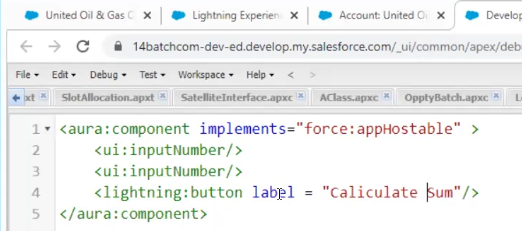 United Oil & Gas C
Lightning Experien
Account: United O
Develo
14batchcom-dev-ed.develop.my.salesforce.com/_ui/common/apex/deb
File Edit Debug Test Workspace Help < >
xt SlotAllocation.apxt SatelliteInterface.apxc AClass.apxc OpptyBatch.apxc L
1 <aura:component implements="force:appHostable" >
2 <ui:inputNumber/>
3 <ui:inputNumber/>
4 <lightning:button label = "Caliculate Sum"/>
5 </aura:component>